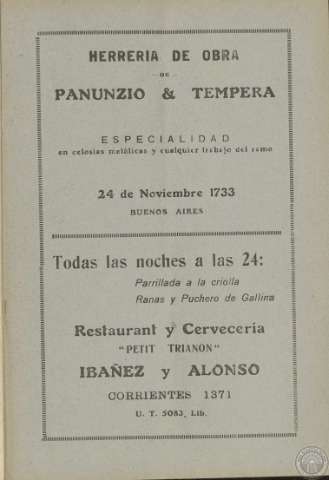 HERRERIA DE OBRA
DE
PANUNZIO & TEMPERA
ESPECIALIDAD
en celosias metálicas y cualquier trabajo del ramo
24 de Noviembre 1733
BUENOS AIRES
Todas las noches a las 24:
Parrillada a la criolla
Ranas y Puchero de Gallina
Restaurant y Cervecería
"PETIT TRIANON"
IBAÑEZ y ALONSO
CORRIENTES 1371
U. T. 5083, Lib.